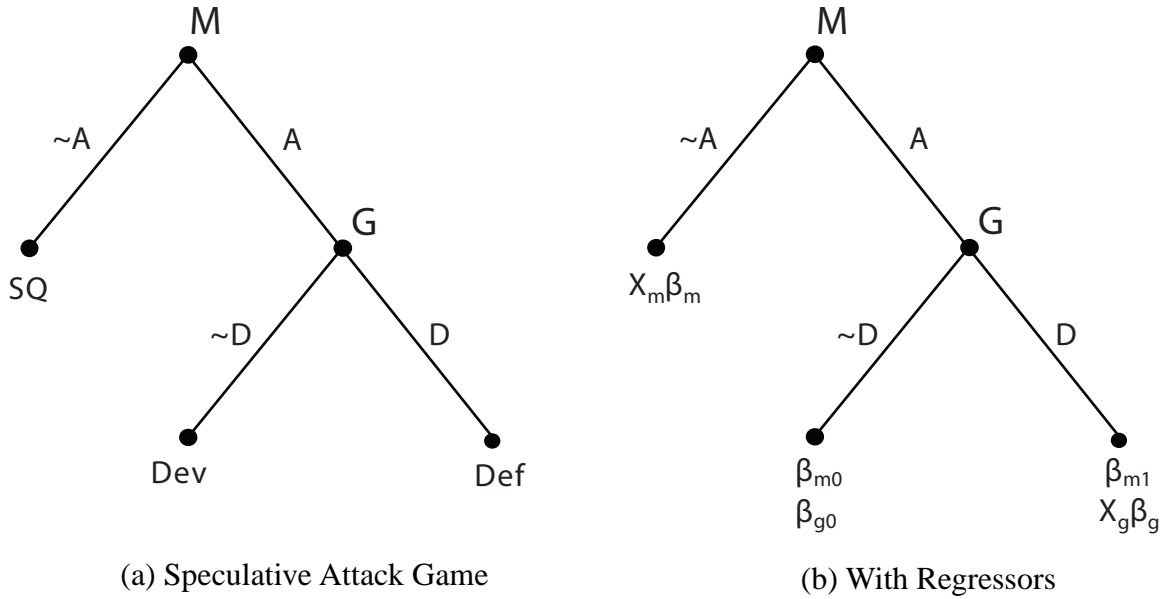 M
~A
A
G
SQ
~D
D
Dev
Def
(a) Speculative Attack Game
M
~A
A
G
Xmβm
~D
D
βm0
βg0
βm1
Xgβg
(b) With Regressors